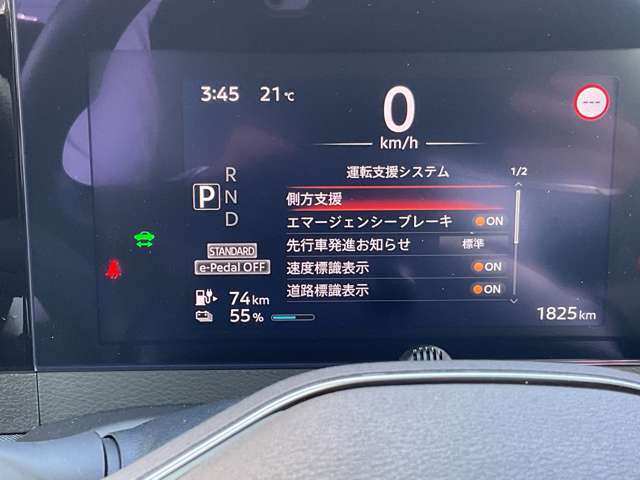 3:45 21℃
0
km/h
---
運転支援システム 1/2
R
N
D
P
側方支援
エマージェンシーブレーキ ON
先行車発進お知らせ 標準
速度標識表示 ON
道路標識表示 ON
STANDARD
e-Pedal OFF
74km
55%
1825km